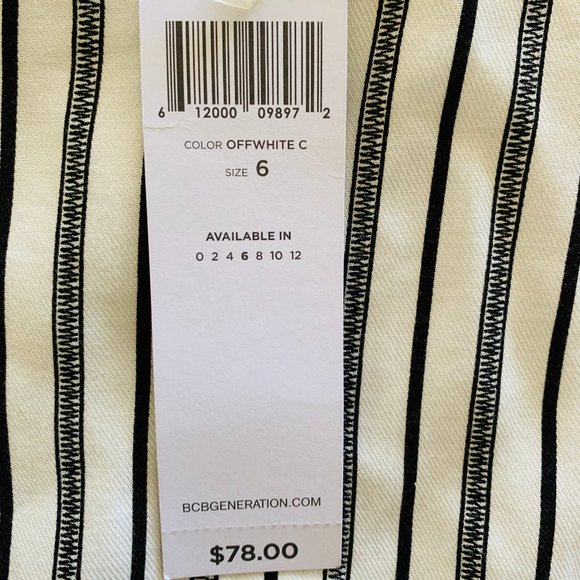 6 12000 09897 2
COLOR OFFWHITE C
SIZE 6
AVAILABLE IN
0 2 4 6 8 10 12
BCBGENERATION.COM
$78.00